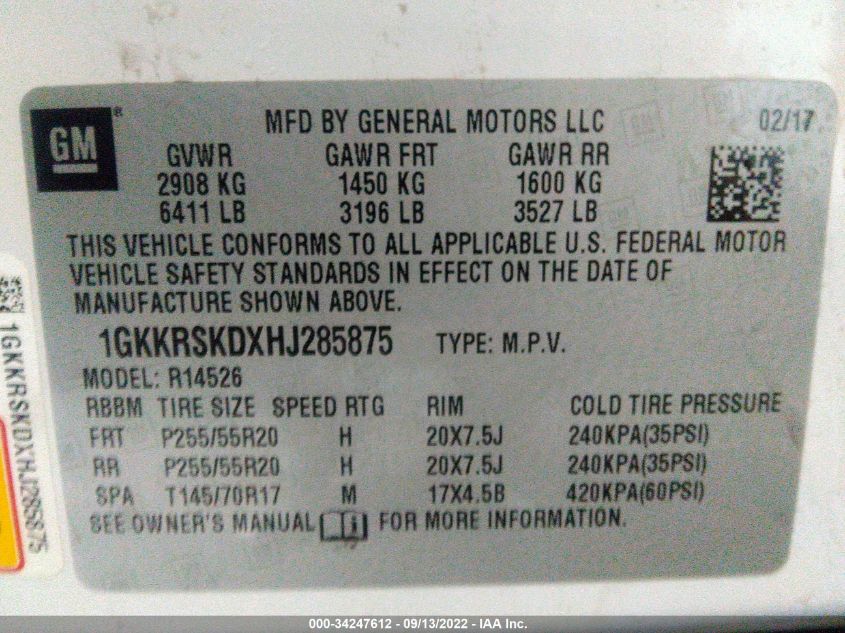 GM ®
MFD BY GENERAL MOTORS LLC 02/17
GVWR GAWR FRT GAWR RR
2908 KG 1450 KG 1600 KG
6411 LB 3196 LB 3527 LB
THIS VEHICLE CONFORMS TO ALL APPLICABLE U.S. FEDERAL MOTOR
VEHICLE SAFETY STANDARDS IN EFFECT ON THE DATE OF
MANUFACTURE SHOWN ABOVE.
1GKKRSKDXHJ285875 TYPE: M.P.V.
MODEL: R14526
RBBM TIRE SIZE SPEED RTG RIM COLD TIRE PRESSURE
FRT P255/55R20 H 20X7.5J 240KPA(35PSI)
RR P255/55R20 H 20X7.5J 240KPA(35PSI)
SPA T145/70R17 M 17X4.5B 420KPA(60PSI)
SEE OWNER'S MANUAL FOR MORE INFORMATION.
1GKKRSKDXHJ285875
000-34247612 - 09/13/2022 - IAA Inc.